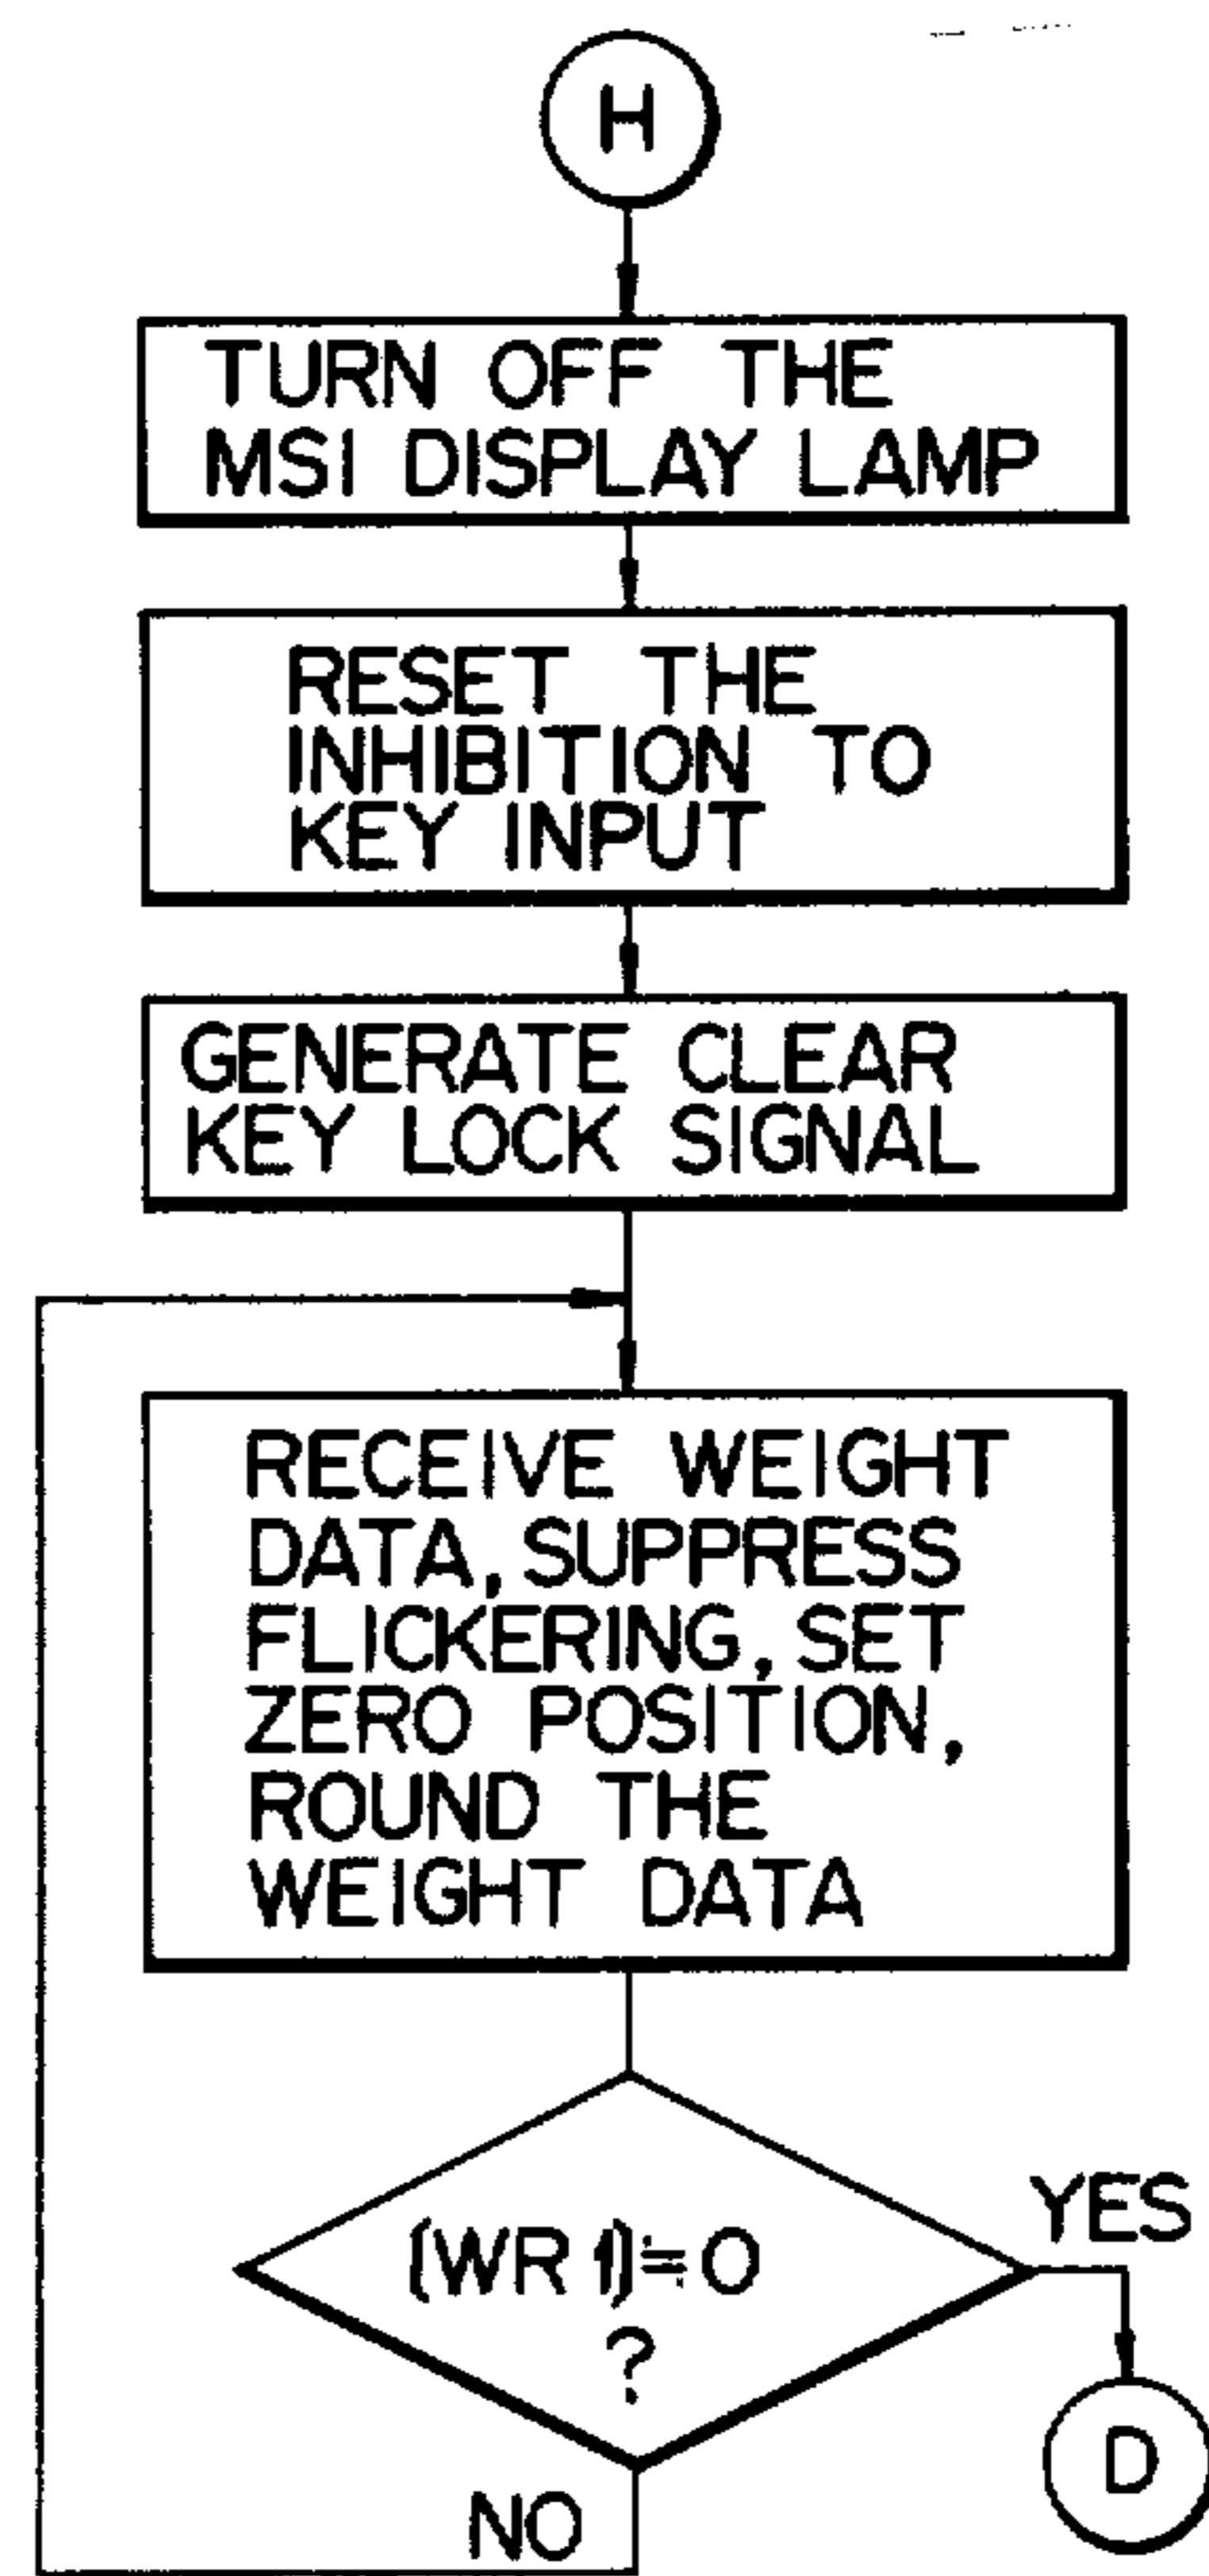 H
TURN OFF THE
MSI DISPLAY LAMP
RESET THE
INHIBITION TO
KEY INPUT
GENERATE CLEAR
KEY LOCK SIGNAL
RECEIVE WEIGHT
DATA, SUPPRESS
FLICKERING, SET
ZERO POSITION,
ROUND THE
WEIGHT DATA
(WR 1)≒0
?
YES
D
NO